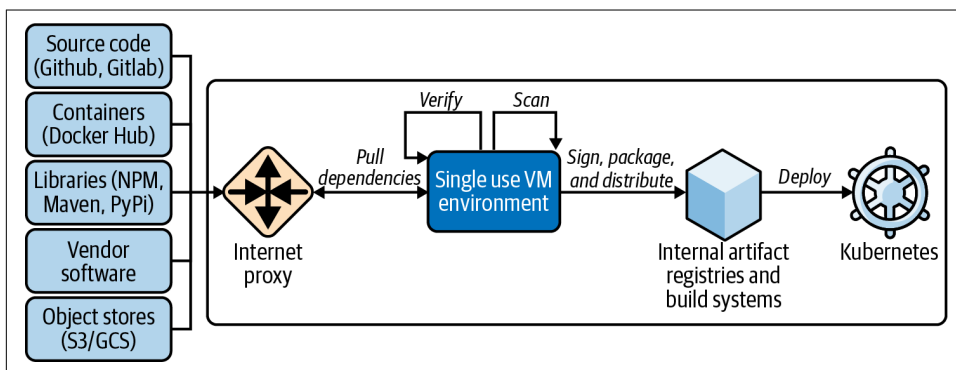 Source code
(Github, Gitlab)
Containers
(Docker Hub)
Libraries (NPM,
Maven, PyPi)
Vendor
software
Object stores
(S3/GCS)
Internet
proxy
Pull
dependencies
Verify
Scan
Single use VM
environment
Sign, package,
and distribute
Internal artifact
registries and
build systems
Deploy
Kubernetes